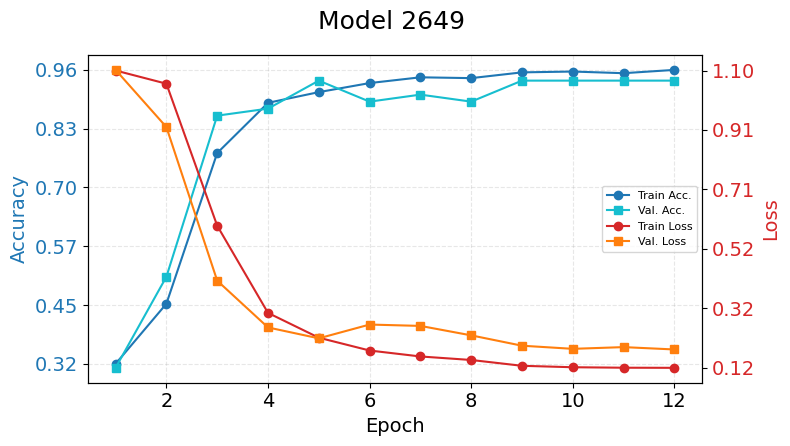 Model 2649
Accuracy
0.96
0.83
0.70
0.57
0.45
0.32
1.10
0.91
0.71
0.52
0.32
0.12
Loss
Train Acc.
Val. Acc.
Train Loss
Val. Loss
2 4 6 8 10 12
Epoch